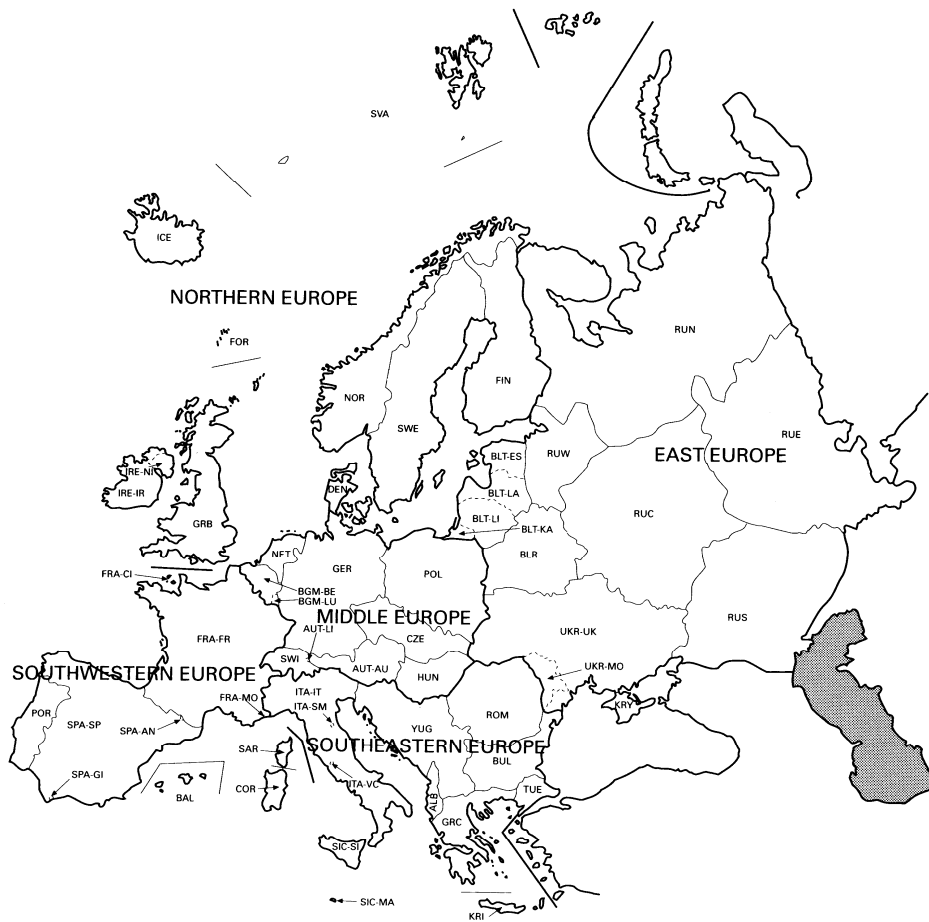 SVA
ICE
NORTHERN EUROPE
FOR
RUN
NOR
FIN
SWE
RUE
BLT-ES
RUW
EAST EUROPE
IRE-NI
DEN
IRE-IR
BLT-LA
RUC
GRB
BLT-LI
BLT-KA
NET
BLR
GER
POL
FRA-CI
BGM-BE
BGM-LU
MIDDLE EUROPE
RUS
AUT-LI
UKR-UK
FRA-FR
CZE
SWI
SOUTHWESTERN EUROPE
AUT-AU
HUN
UKR-MO
FRA-MO
ITA-IT
ITA-SM
KRY
POR
SPA-SP
SPA-AN
ROM
YUG
SAR
SOUTHEASTERN EUROPE
BUL
SPA-GI
COR
BAL
ITA-VC
TUE
ALB
GRC
SIC-SI
SIC-MA
KRI